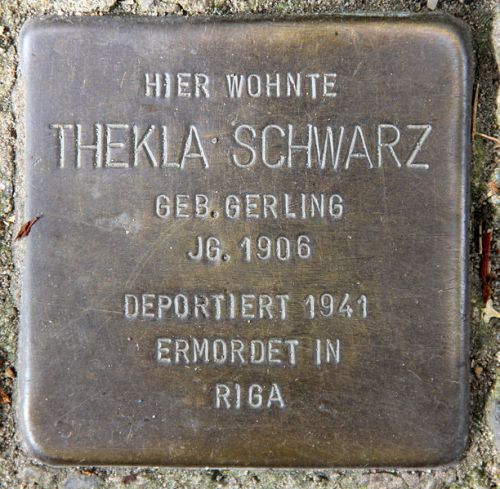 HIER WOHNTE
THEKLA SCHWARZ
GEB. GERLING
JG. 1906
DEPORTIERT 1941
ERMORDET IN
RIGA